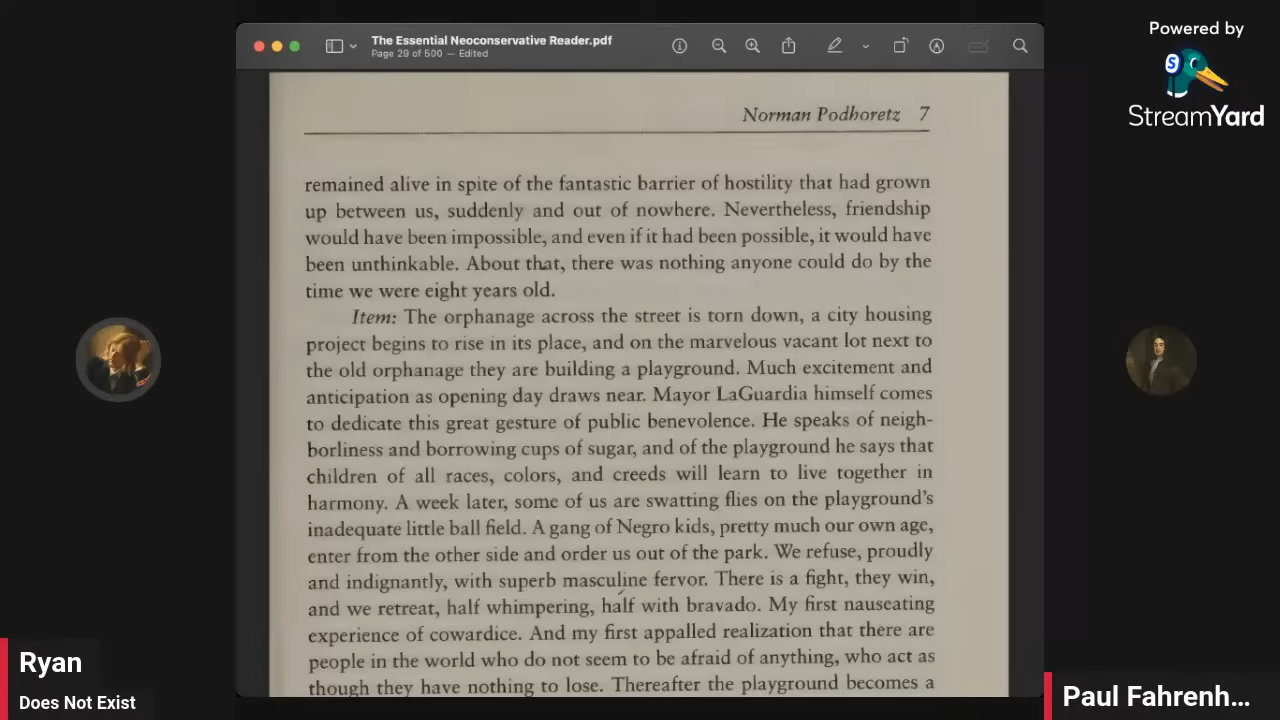 The Essential Neoconservative Reader.pdf
Page 29 of 500 — Edited
Powered by
StreamYard
Norman Podhoretz 7
remained alive in spite of the fantastic barrier of hostility that had grown
up between us, suddenly and out of nowhere. Nevertheless, friendship
would have been impossible, and even if it had been possible, it would have
been unthinkable. About that, there was nothing anyone could do by the
time we were eight years old.
Item: The orphanage across the street is torn down, a city housing
project begins to rise in its place, and on the marvelous vacant lot next to
the old orphanage they are building a playground. Much excitement and
anticipation as opening day draws near. Mayor LaGuardia himself comes
to dedicate this great gesture of public benevolence. He speaks of neigh-
borliness and borrowing cups of sugar, and of the playground he says that
children of all races, colors, and creeds will learn to live together in
harmony. A week later, some of us are swatting flies on the playground's
inadequate little ball field. A gang of Negro kids, pretty much our own age,
enter from the other side and order us out of the park. We refuse, proudly
and indignantly, with superb masculine fervor. There is a fight, they win,
and we retreat, half whimpering, half with bravado. My first nauseating
experience of cowardice. And my first appalled realization that there are
people in the world who do not seem to be afraid of anything, who act as
though they have nothing to lose. Thereafter the playground becomes a
Ryan
Does Not Exist
Paul Fahrenh...